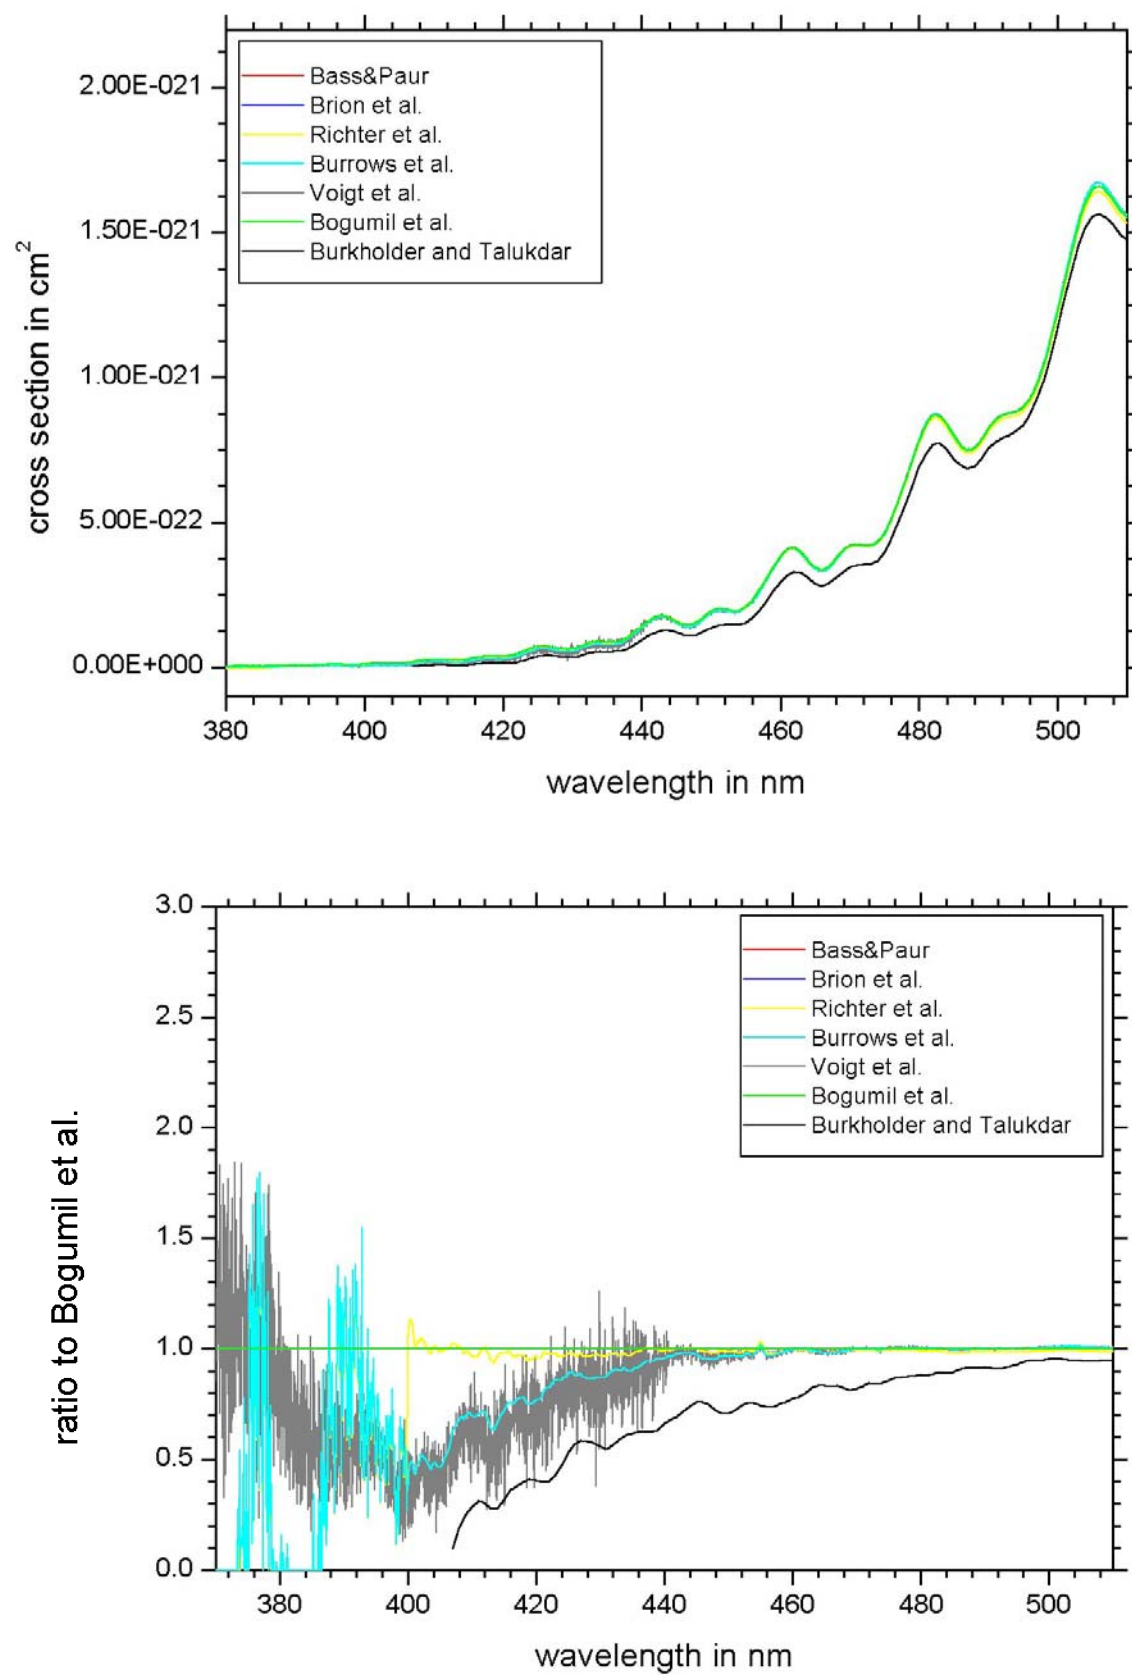 2.00E-021
1.50E-021
1.00E-021
5.00E-022
0.00E+000
cross section in cm2
Bass&Paur
Brion et al.
Richter et al.
Burrows et al.
Voigt et al.
Bogumil et al.
Burkholder and Talukdar
380 400 420 440 460 480 500
wavelength in nm
3.0
2.5
2.0
1.5
1.0
0.5
0.0
ratio to Bogumil et al.
Bass&Paur
Brion et al.
Richter et al.
Burrows et al.
Voigt et al.
Bogumil et al.
Burkholder and Talukdar
380 400 420 440 460 480 500
wavelength in nm